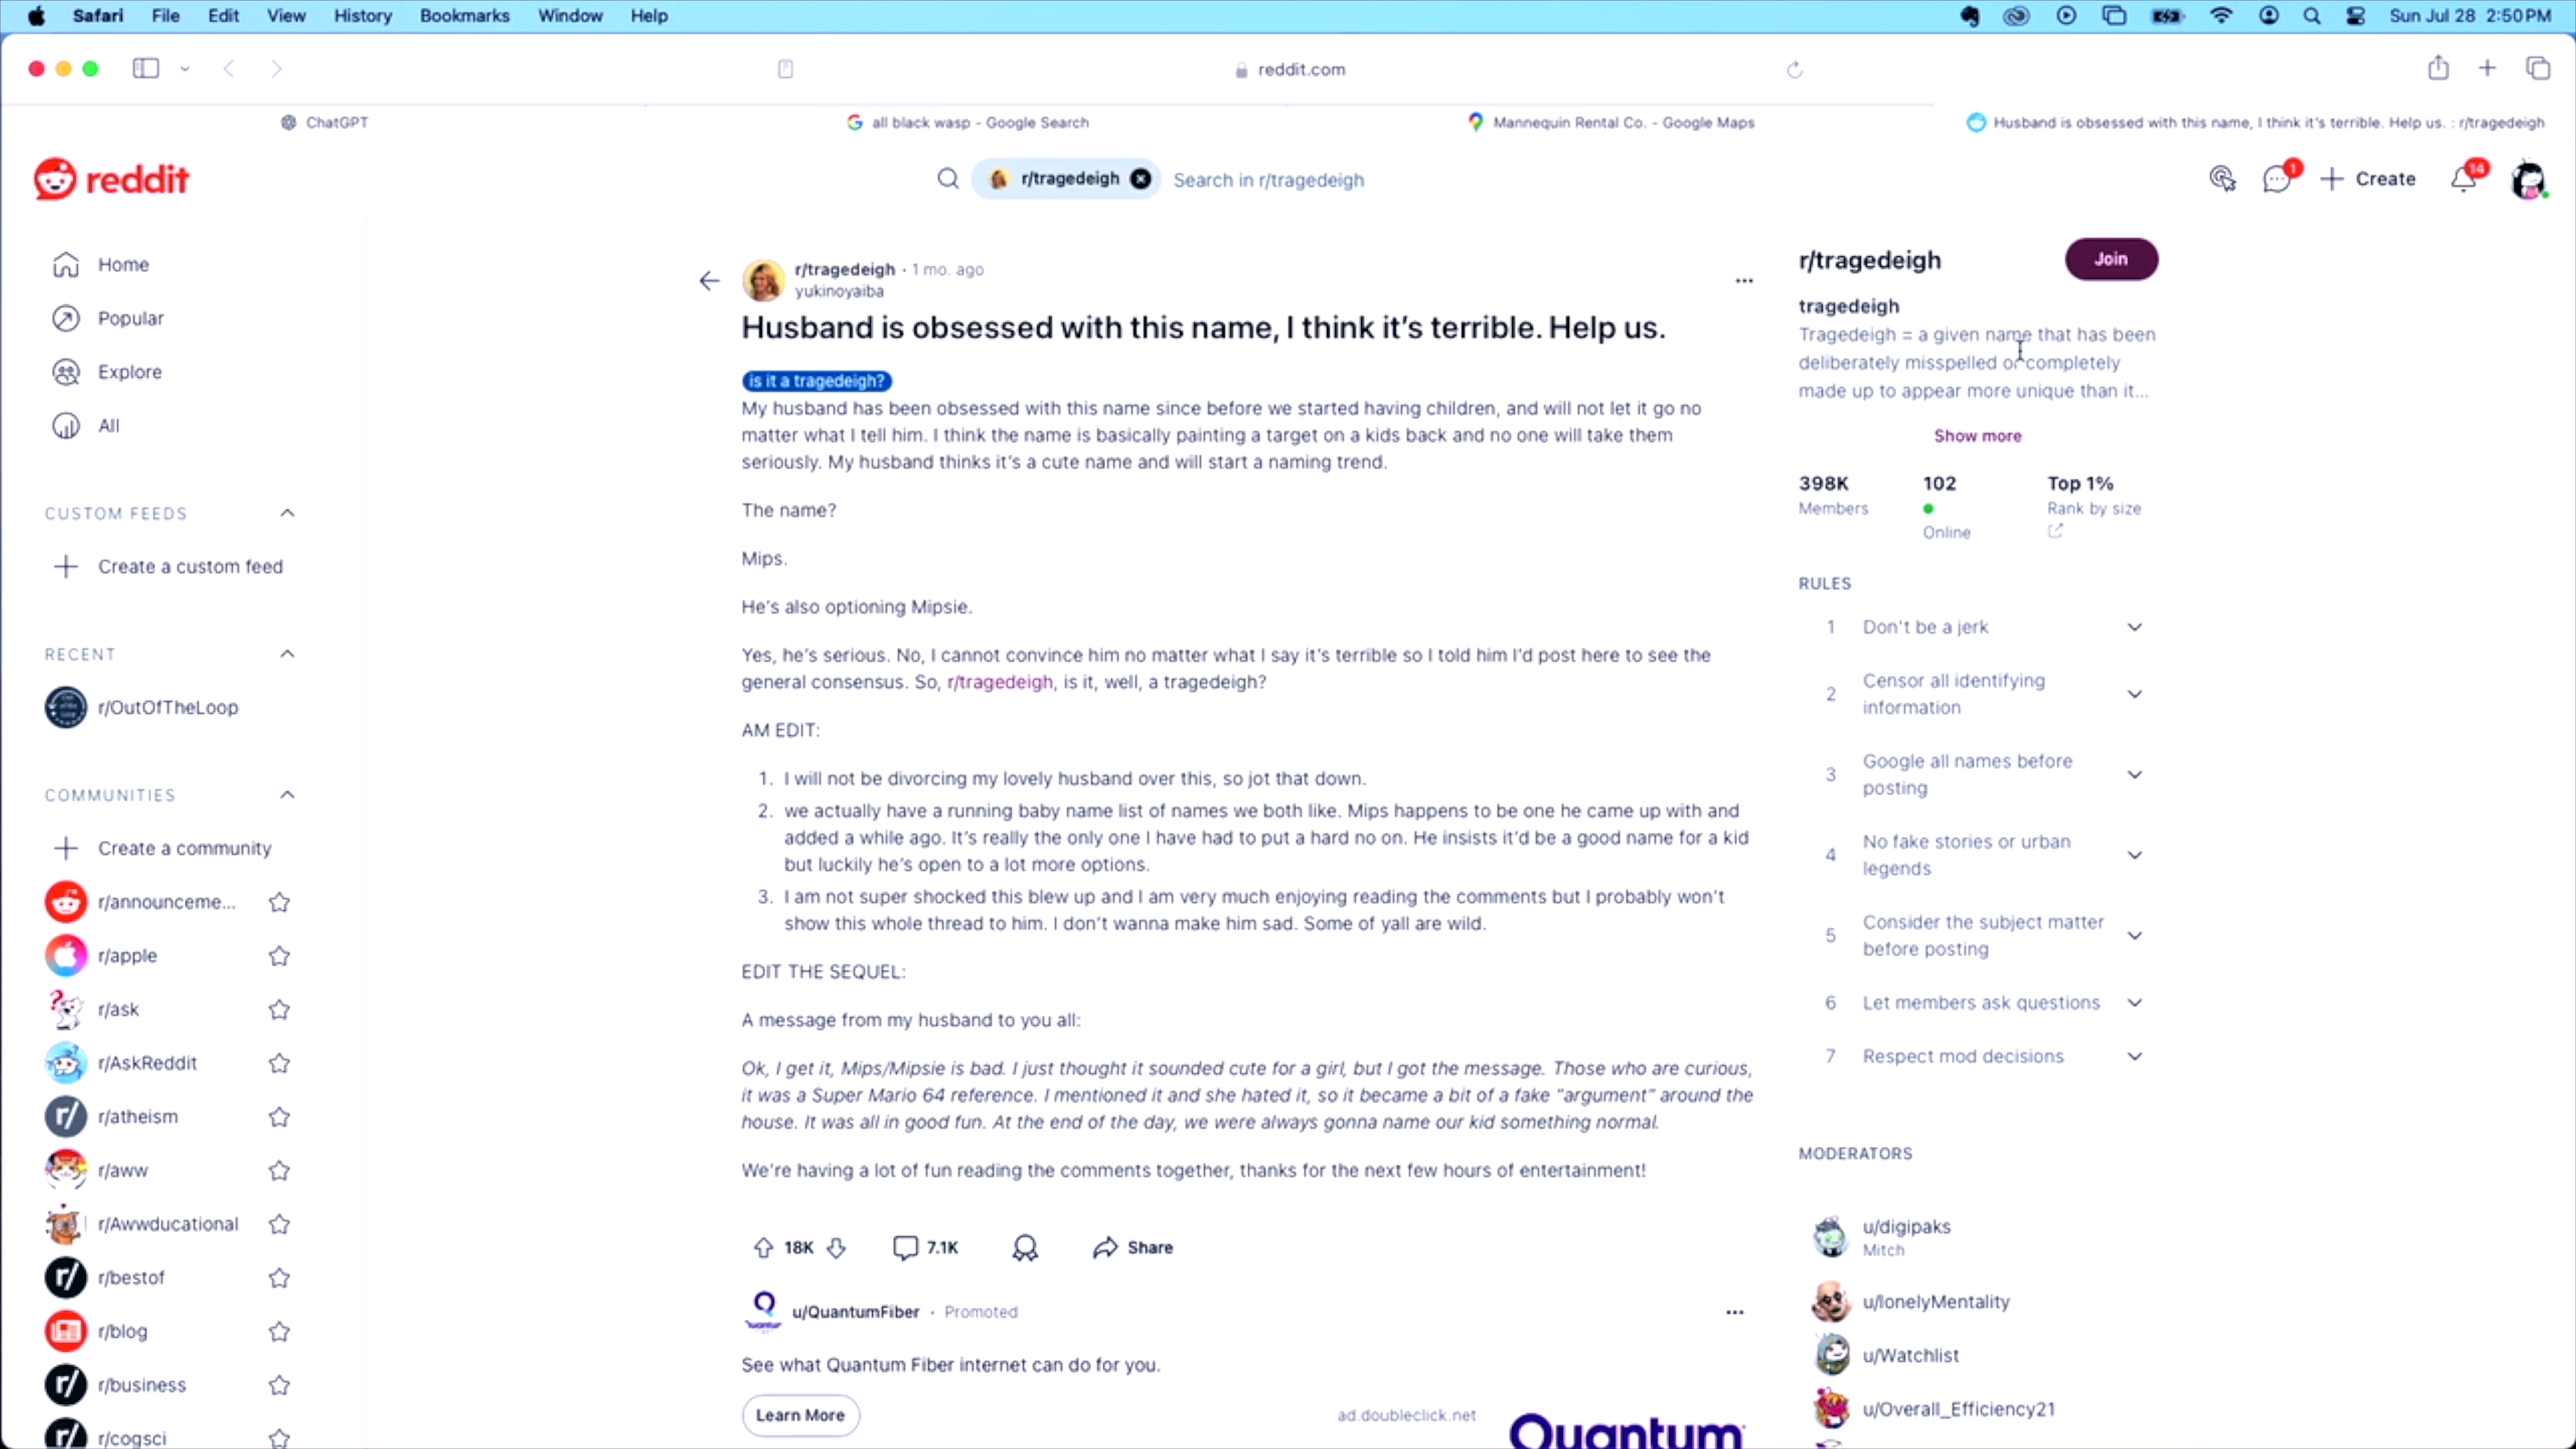 Safari File Edit View History Bookmarks Window Help
Sun Jul 28 2:50 PM
reddit.com
ChatGPT
all black wasp - Google Search
Mannequin Rental Co. - Google Maps
Husband is obsessed with this name, I think it's terrible. Help us. : r/tragedeigh
reddit
r/tragedeigh
Search in r/tragedeigh
1
Create
14
Home
Popular
Explore
All
CUSTOM FEEDS
Create a custom feed
RECENT
r/OutOfTheLoop
COMMUNITIES
Create a community
r/announceme...
r/apple
r/ask
r/AskReddit
r/atheism
r/aww
r/Awwducational
r/bestof
r/blog
r/business
r/cogsci
r/tragedeigh · 1 mo. ago
yukinoyaiba
Husband is obsessed with this name, I think it's terrible. Help us.
is it a tragedeigh?
My husband has been obsessed with this name since before we started having children, and will not let it go no
matter what I tell him. I think the name is basically painting a target on a kids back and no one will take them
seriously. My husband thinks it's a cute name and will start a naming trend.
The name?
Mips.
He's also optioning Mipsie.
Yes, he's serious. No, I cannot convince him no matter what I say it's terrible so I told him I'd post here to see the
general consensus. So, r/tragedeigh, is it, well, a tragedeigh?
AM EDIT:
1. I will not be divorcing my lovely husband over this, so jot that down.
2. we actually have a running baby name list of names we both like. Mips happens to be one he came up with and
added a while ago. It's really the only one I have had to put a hard no on. He insists it'd be a good name for a kid
but luckily he's open to a lot more options.
3. I am not super shocked this blew up and I am very much enjoying reading the comments but I probably won't
show this whole thread to him. I don't wanna make him sad. Some of yall are wild.
EDIT THE SEQUEL:
A message from my husband to you all:
Ok, I get it, Mips/Mipsie is bad. I just thought it sounded cute for a girl, but I got the message. Those who are curious,
it was a Super Mario 64 reference. I mentioned it and she hated it, so it became a bit of a fake "argument" around the
house. It was all in good fun. At the end of the day, we were always gonna name our kid something normal.
We're having a lot of fun reading the comments together, thanks for the next few hours of entertainment!
18K
7.1K
Share
u/QuantumFiber · Promoted
See what Quantum Fiber internet can do for you.
Learn More
ad.doubleclick.net
Quantum
r/tragedeigh
Join
tragedeigh
Tragedeigh = a given name that has been
deliberately misspelled or completely
made up to appear more unique than it...
Show more
398K
Members
102
Online
Top 1%
Rank by size
RULES
1 Don't be a jerk
2 Censor all identifying
information
3 Google all names before
posting
4 No fake stories or urban
legends
5 Consider the subject matter
before posting
6 Let members ask questions
7 Respect mod decisions
MODERATORS
u/digipaks
Mitch
u/lonelyMentality
u/Watchlist
u/Overall_Efficiency21